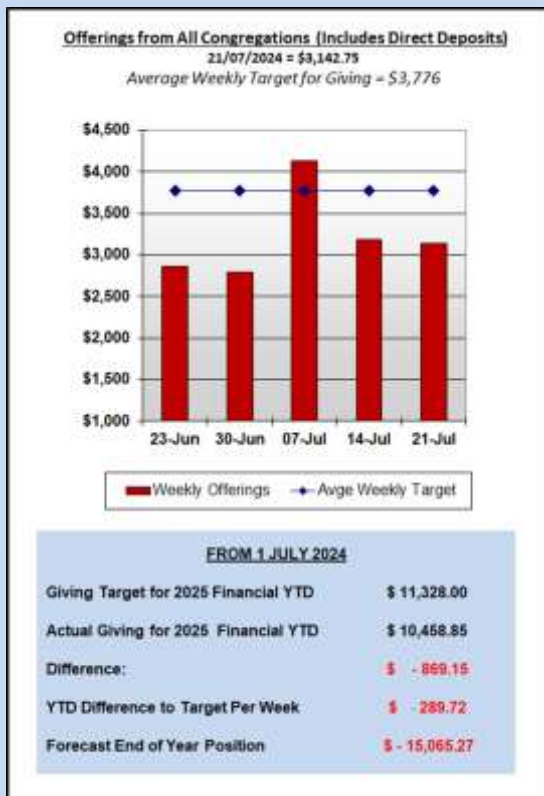 Offerings from All Congregations (Includes Direct Deposits)
21/07/2024 = $3,142.75
Average Weekly Target for Giving = $3,776
$4,500
$4,000
$3,500
$3,000
$2,500
$2,000
$1,500
$1,000
23-Jun 30-Jun 07-Jul 14-Jul 21-Jul
Weekly Offerings Avge Weekly Target
FROM 1 JULY 2024
Giving Target for 2025 Financial YTD $ 11,328.00
Actual Giving for 2025 Financial YTD $ 10,458.85
Difference: $ - 869.15
YTD Difference to Target Per Week $ - 289.72
Forecast End of Year Position $ - 15,065.27